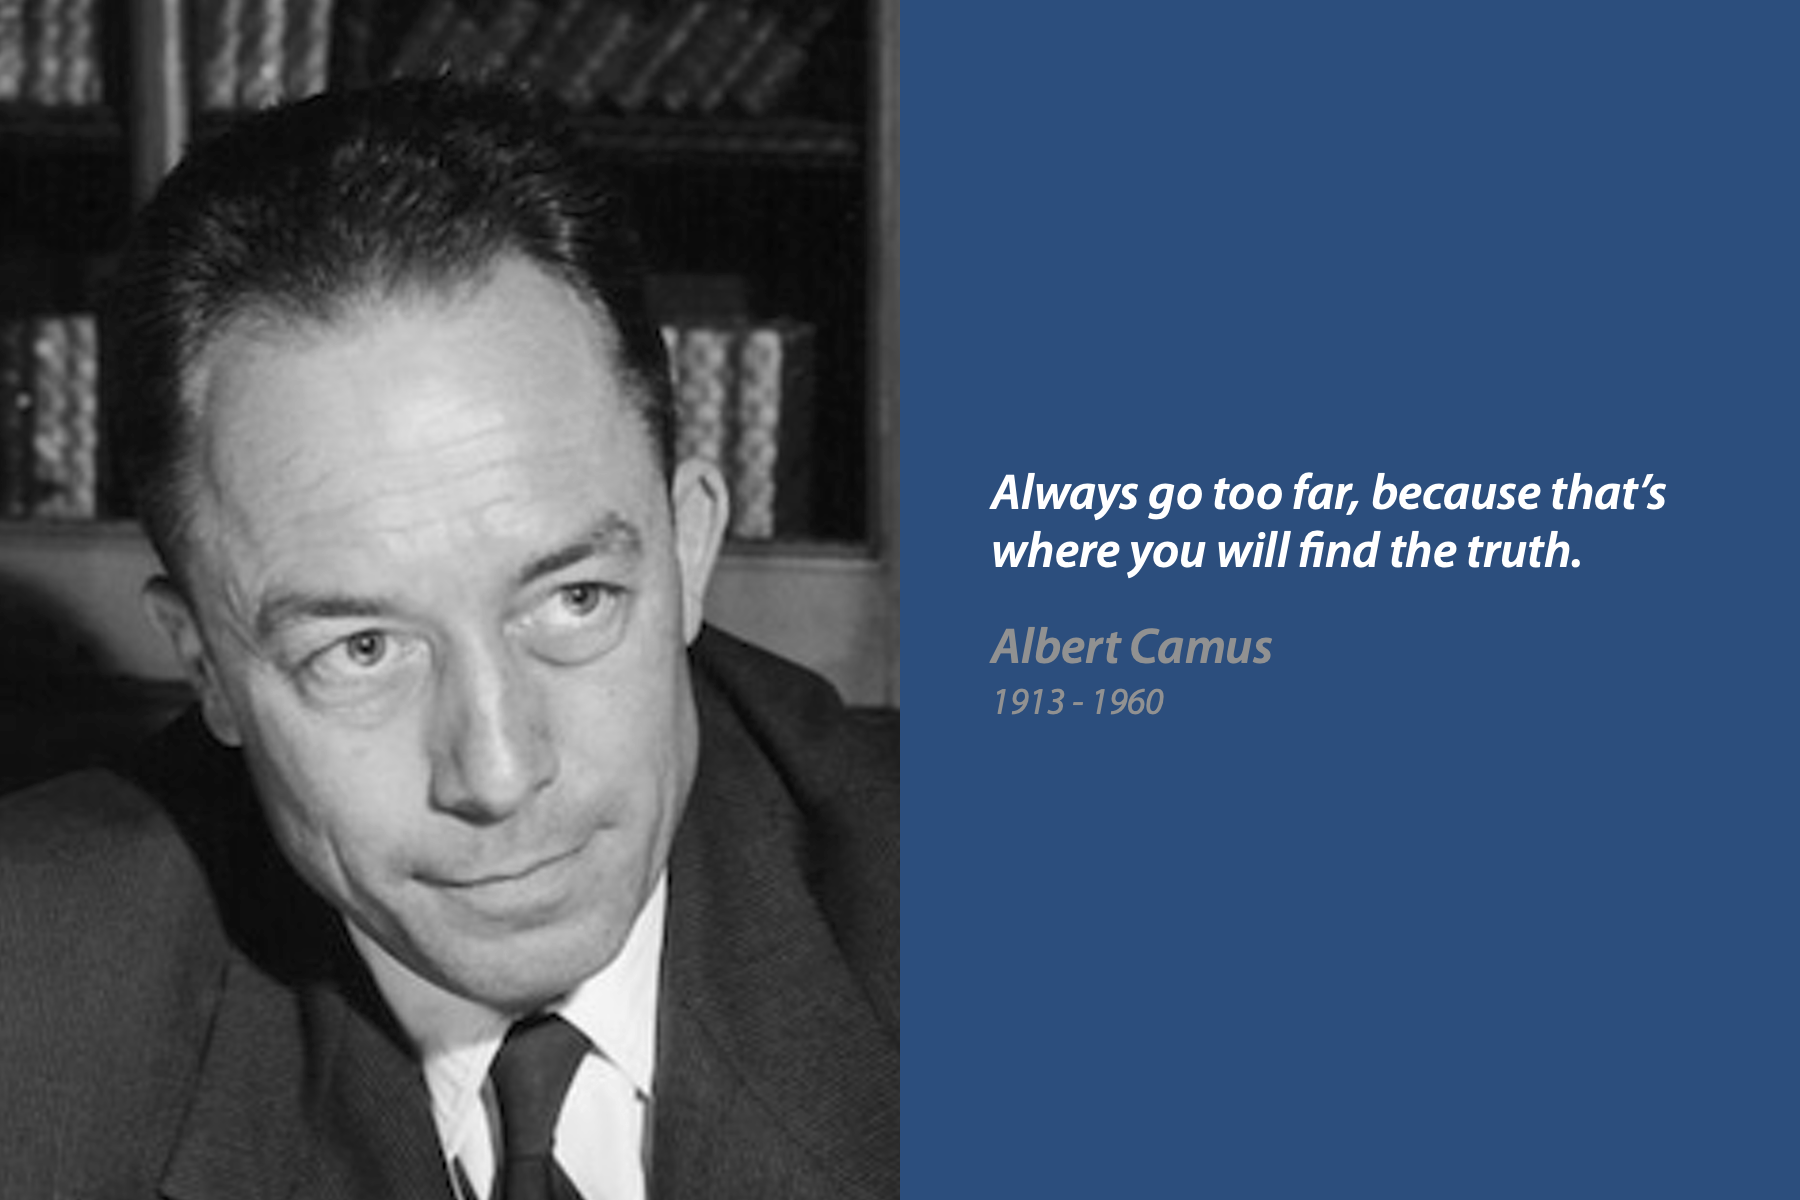 Always go too far, because that’s
where you will find the truth.
Albert Camus
1913 - 1960